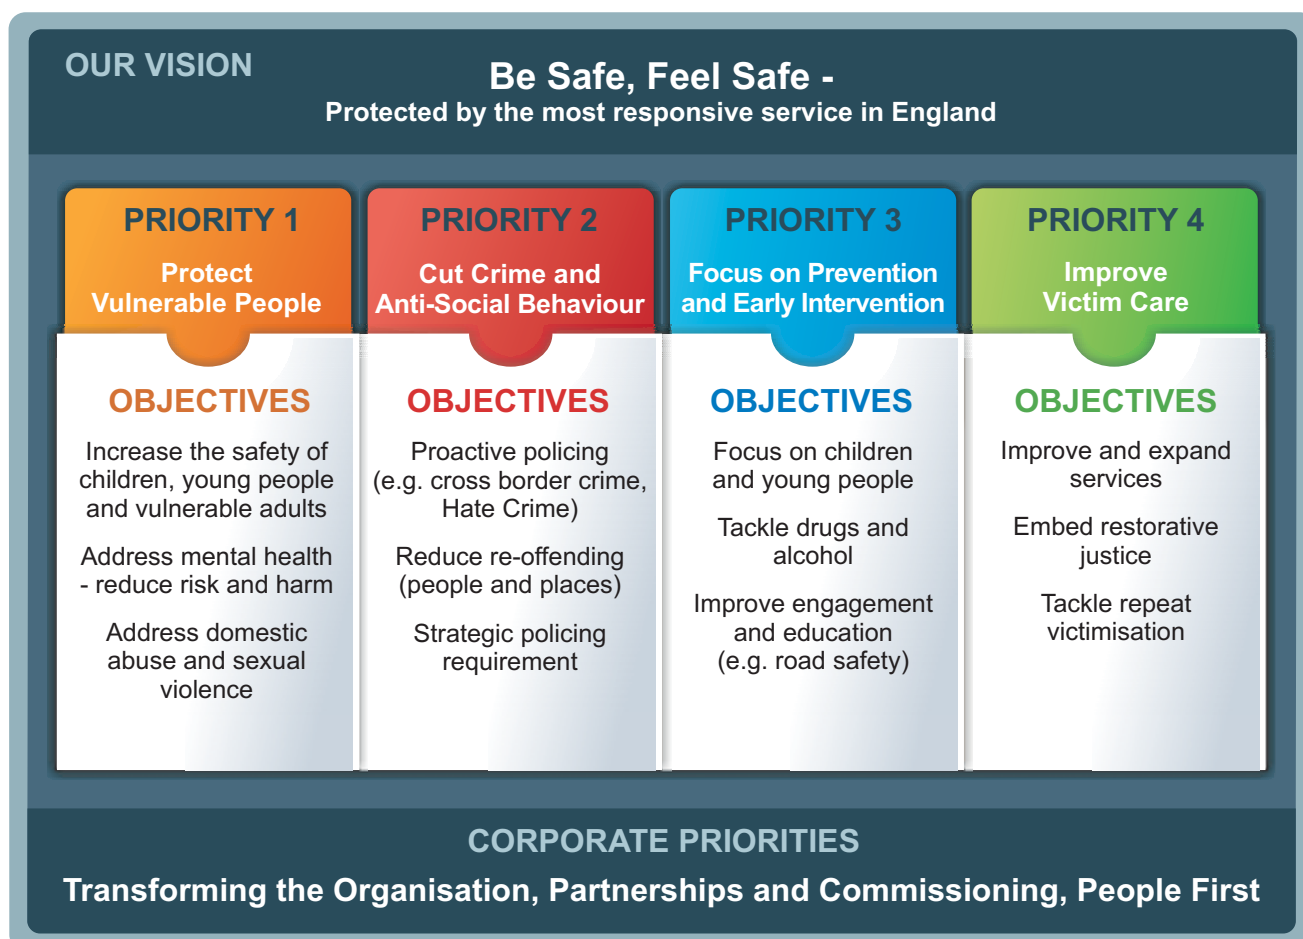 OUR VISION
Be Safe, Feel Safe -
Protected by the most responsive service in England
PRIORITY 1
Protect
Vulnerable People
OBJECTIVES
Increase the safety of
children, young people
and vulnerable adults
Address mental health
- reduce risk and harm
Address domestic
abuse and sexual
violence
PRIORITY 2
Cut Crime and
Anti-Social Behaviour
OBJECTIVES
Proactive policing
(e.g. cross border crime,
Hate Crime)
Reduce re-offending
(people and places)
Strategic policing
requirement
PRIORITY 3
Focus on Prevention
and Early Intervention
OBJECTIVES
Focus on children
and young people
Tackle drugs and
alcohol
Improve engagement
and education
(e.g. road safety)
PRIORITY 4
Improve
Victim Care
OBJECTIVES
Improve and expand
services
Embed restorative
justice
Tackle repeat
victimisation
CORPORATE PRIORITIES
Transforming the Organisation, Partnerships and Commissioning, People First